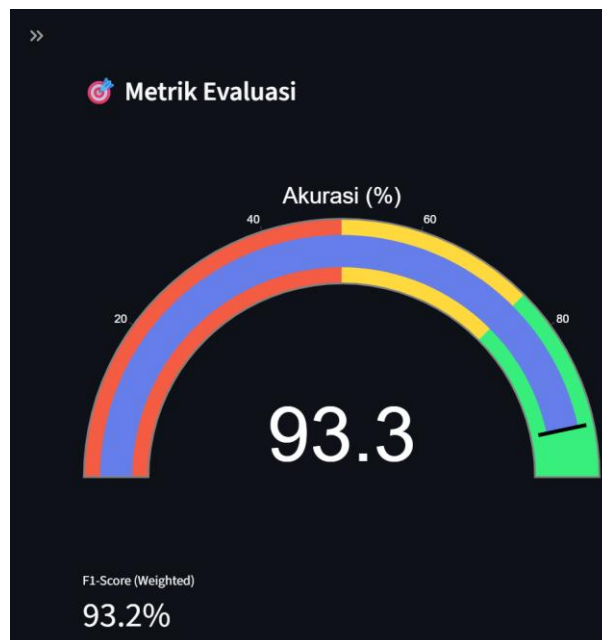 »
Metrik Evaluasi
Akurasi (%)
40
60
20
80
93.3
F1-Score (Weighted)
93.2%